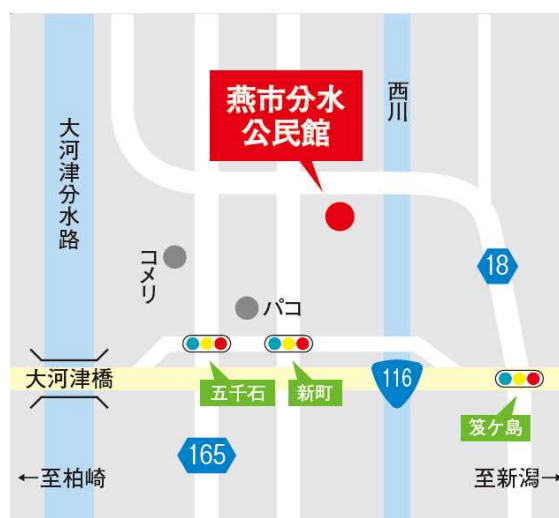 燕市分水
公民館
西川
大河津分水路
18
コメリ
パコ
大河津橋
五千石
新町
116
笈ケ島
165
←至柏崎
至新潟→